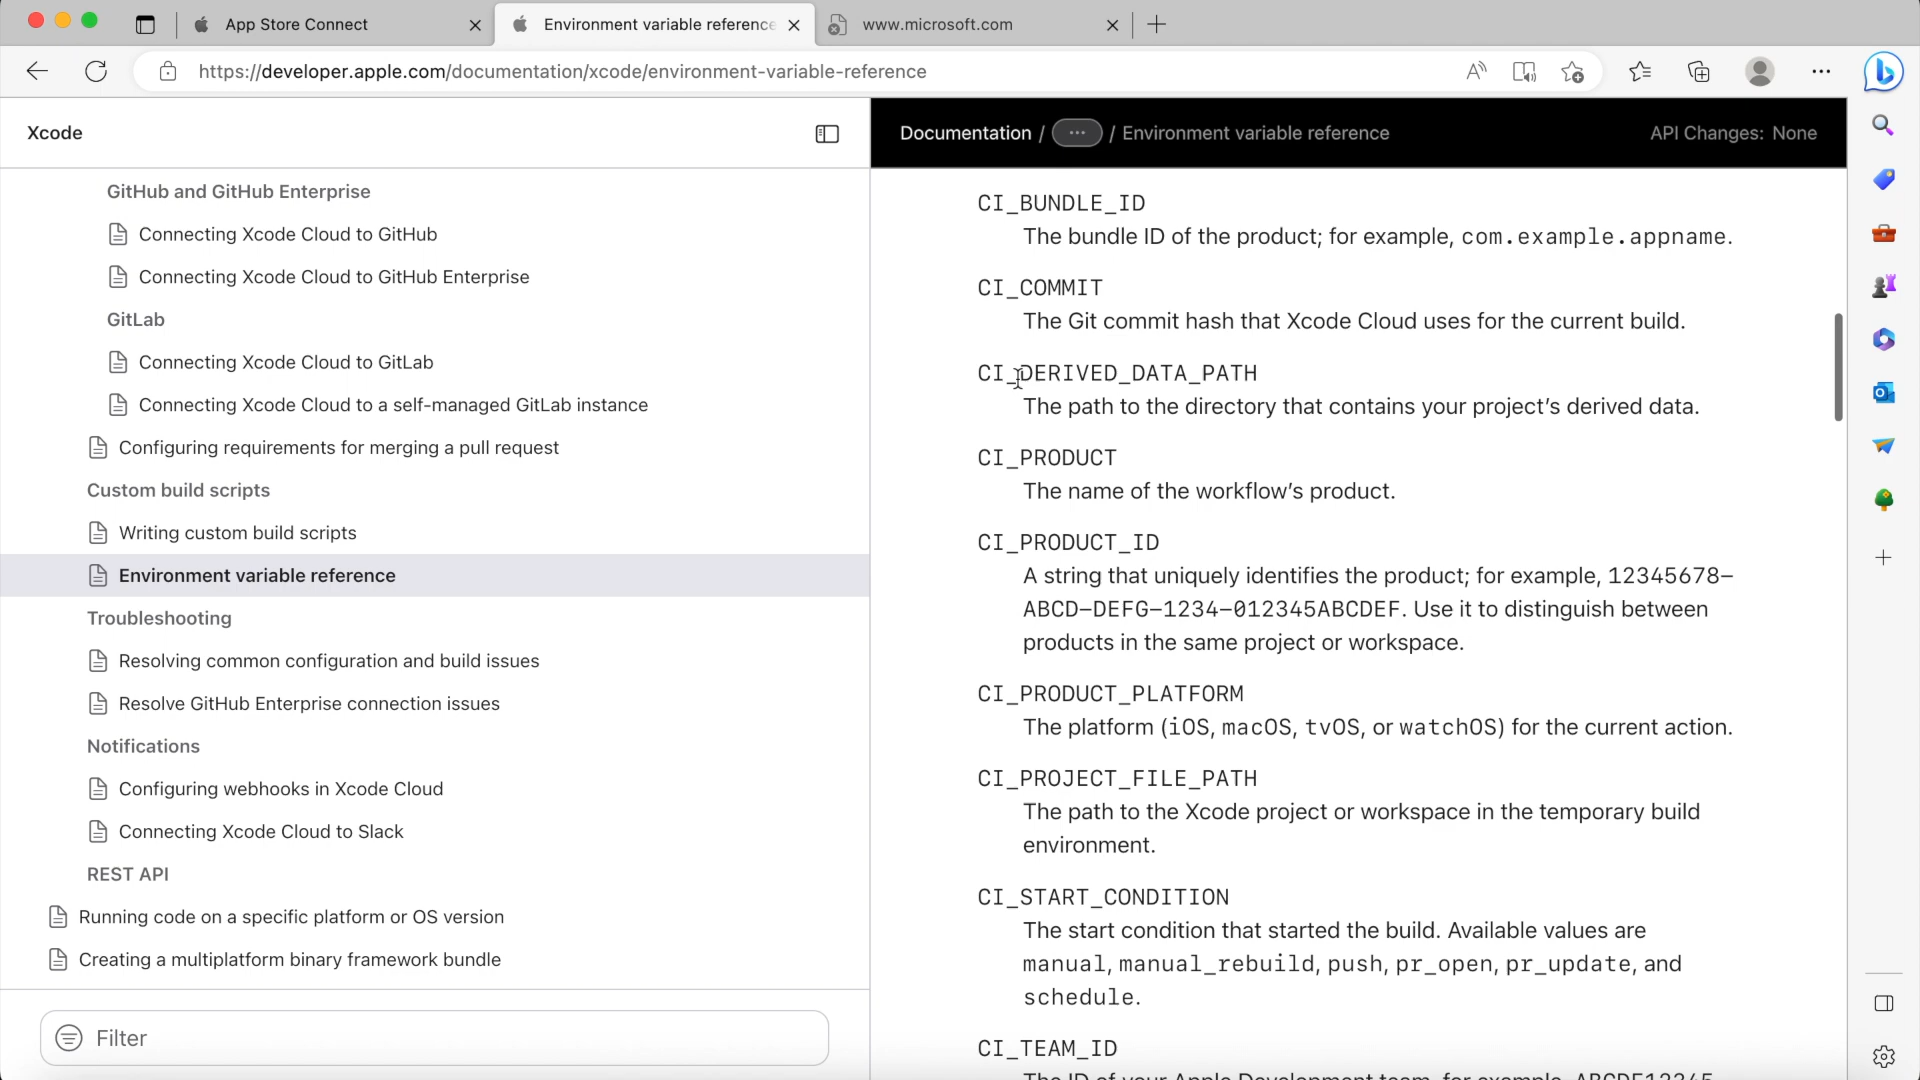 App Store Connect
Environment variable reference
www.microsoft.com
https://developer.apple.com/documentation/xcode/environment-variable-reference
Xcode
Documentation / ··· / Environment variable reference
API Changes: None
GitHub and GitHub Enterprise
Connecting Xcode Cloud to GitHub
Connecting Xcode Cloud to GitHub Enterprise
GitLab
Connecting Xcode Cloud to GitLab
Connecting Xcode Cloud to a self-managed GitLab instance
Configuring requirements for merging a pull request
Custom build scripts
Writing custom build scripts
Environment variable reference
Troubleshooting
Resolving common configuration and build issues
Resolve GitHub Enterprise connection issues
Notifications
Configuring webhooks in Xcode Cloud
Connecting Xcode Cloud to Slack
REST API
Running code on a specific platform or OS version
Creating a multiplatform binary framework bundle
Filter
CI_BUNDLE_ID
The bundle ID of the product; for example, com.example.appname.
CI_COMMIT
The Git commit hash that Xcode Cloud uses for the current build.
CI_DERIVED_DATA_PATH
The path to the directory that contains your project’s derived data.
CI_PRODUCT
The name of the workflow’s product.
CI_PRODUCT_ID
A string that uniquely identifies the product; for example, 12345678-
ABCD-DEFG-1234-012345ABCDEF. Use it to distinguish between
products in the same project or workspace.
CI_PRODUCT_PLATFORM
The platform (iOS, macOS, tvOS, or watchOS) for the current action.
CI_PROJECT_FILE_PATH
The path to the Xcode project or workspace in the temporary build
environment.
CI_START_CONDITION
The start condition that started the build. Available values are
manual, manual_rebuild, push, pr_open, pr_update, and
schedule.
CI_TEAM_ID
The ID of your Apple Development team, for example, ABCDE12345